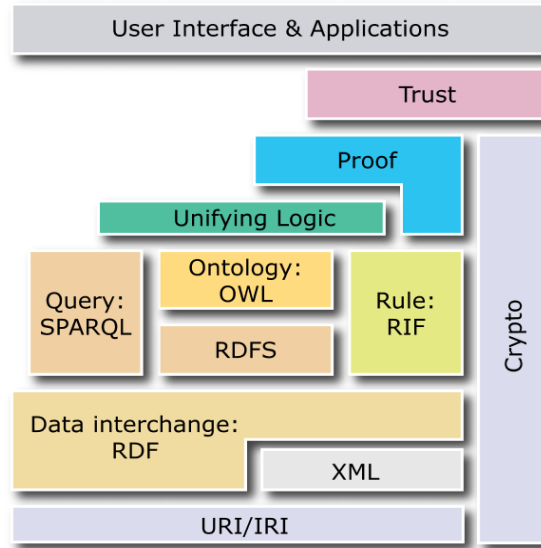 User Interface & Applications
Trust
Proof
Unifying Logic
Query:
SPARQL
Ontology:
OWL
RDFS
Rule:
RIF
Crypto
Data interchange:
RDF
XML
URI/IRI